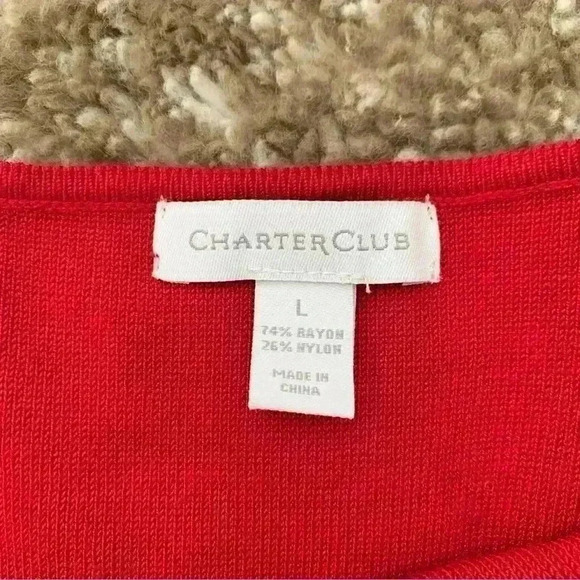 CHARTER CLUB
L
74% RAYON
26% NYLON
MADE IN
CHINA